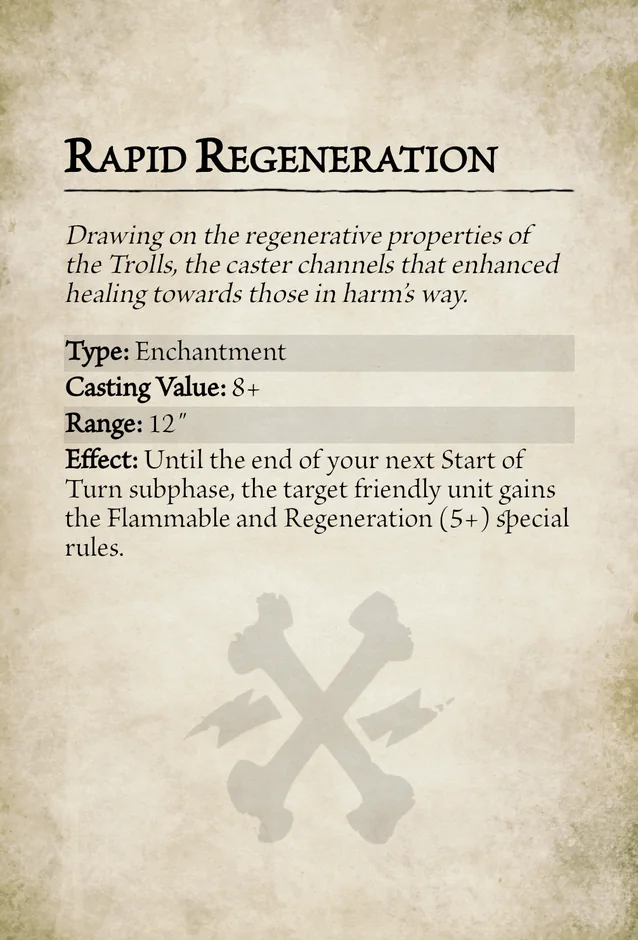 Rapid Regeneration
Drawing on the regenerative properties of
the Trolls, the caster channels that enhanced
healing towards those in harm's way.
Type: Enchantment
Casting Value: 8+
Range: 12"
Effect: Until the end of your next Start of
Turn subphase, the target friendly unit gains
the Flammable and Regeneration (5+) special
rules.